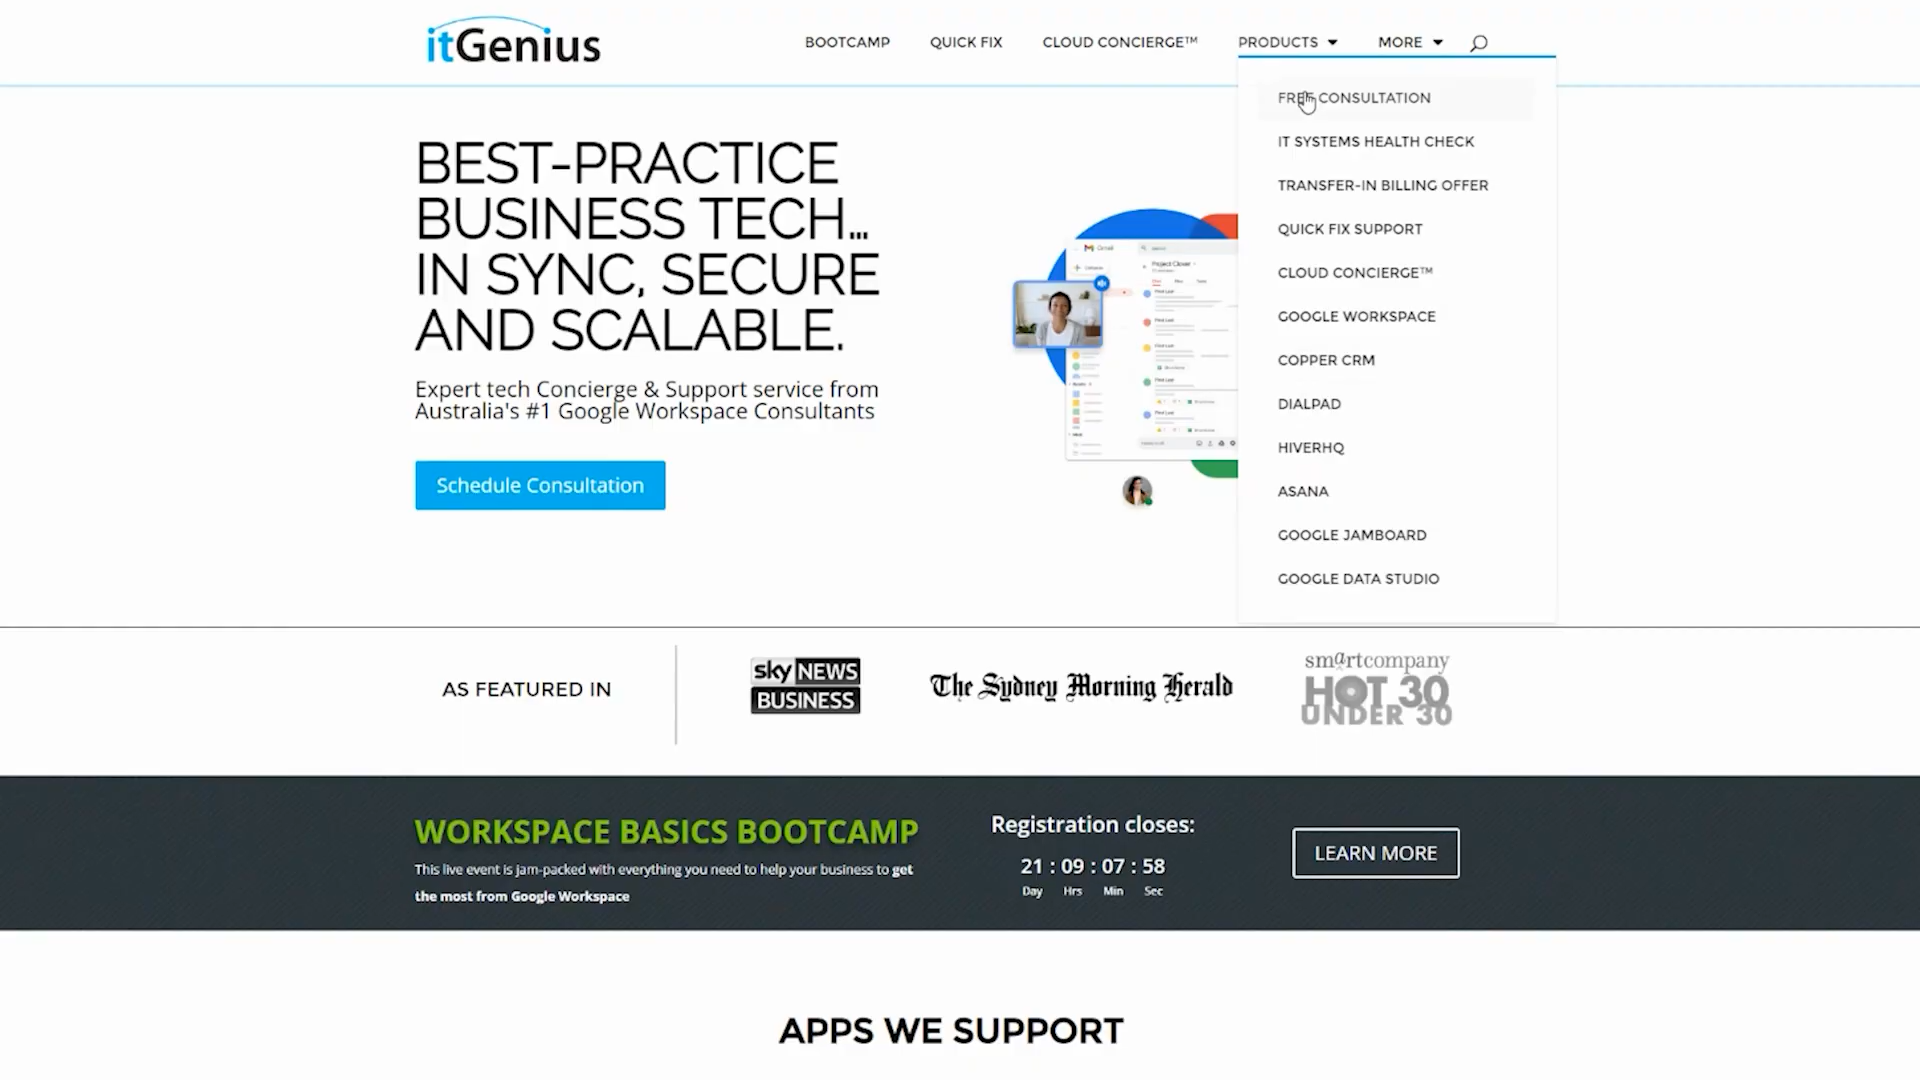 itGenius
BOOTCAMP
QUICK FIX
CLOUD CONCIERGE™
PRODUCTS
MORE
FREE CONSULTATION
IT SYSTEMS HEALTH CHECK
TRANSFER-IN BILLING OFFER
QUICK FIX SUPPORT
CLOUD CONCIERGE™
GOOGLE WORKSPACE
COPPER CRM
DIALPAD
HIVERHQ
ASANA
GOOGLE JAMBOARD
GOOGLE DATA STUDIO
BEST-PRACTICE
BUSINESS TECH...
IN SYNC, SECURE
AND SCALABLE.
Expert tech Concierge & Support service from
Australia's #1 Google Workspace Consultants
Schedule Consultation
Gmail
Project Clover
AS FEATURED IN
sky NEWS
BUSINESS
The Sydney Morning Herald
smartcompany
HOT 30
UNDER 30
WORKSPACE BASICS BOOTCAMP
This live event is jam-packed with everything you need to help your business to get
the most from Google Workspace
Registration closes:
21 : 09 : 07 : 58
Day Hrs Min Sec
LEARN MORE
APPS WE SUPPORT